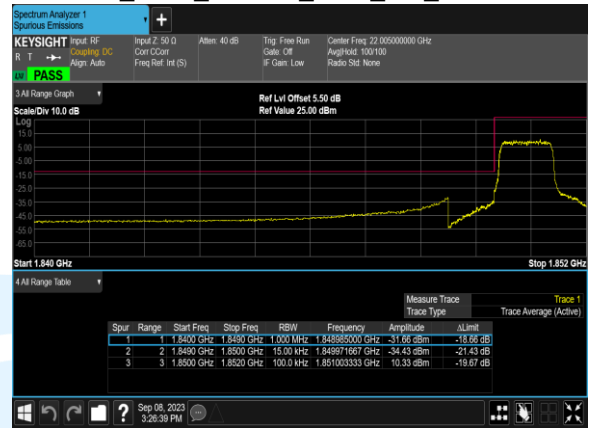 Spectrum Analyzer 1
Spurious Emissions
KEYSIGHT Input: RF Input Z: 50 Ω Atten: 40 dB Trig: Free Run Center Freq: 22.005000000 GHz
R T Coupling: DC Corr CCorr Gate: Off Avg|Hold: 100/100
Align: Auto Freq Ref: Int (S) IF Gain: Low Radio Std: None
PASS
3 All Range Graph
Ref Lvl Offset 5.50 dB
Scale/Div 10.0 dB Ref Value 25.00 dBm
Log
15.0
5.00
-5.00
-15.0
-25.0
-35.0
-45.0
-55.0
-65.0
Start 1.840 GHz Stop 1.852 GHz
4 All Range Table
Measure Trace Trace 1
Trace Type Trace Average (Active)
Spur Range Start Freq Stop Freq RBW Frequency Amplitude ΔLimit
1 1 1.8400 GHz 1.8490 GHz 1.000 MHz 1.848985000 GHz -31.66 dBm -18.66 dB
2 2 1.8490 GHz 1.8500 GHz 15.00 kHz 1.849971667 GHz -34.43 dBm -21.43 dB
3 3 1.8500 GHz 1.8520 GHz 100.0 kHz 1.851003333 GHz 10.33 dBm -19.67 dB
? Sep 08, 2023
3:26:39 PM